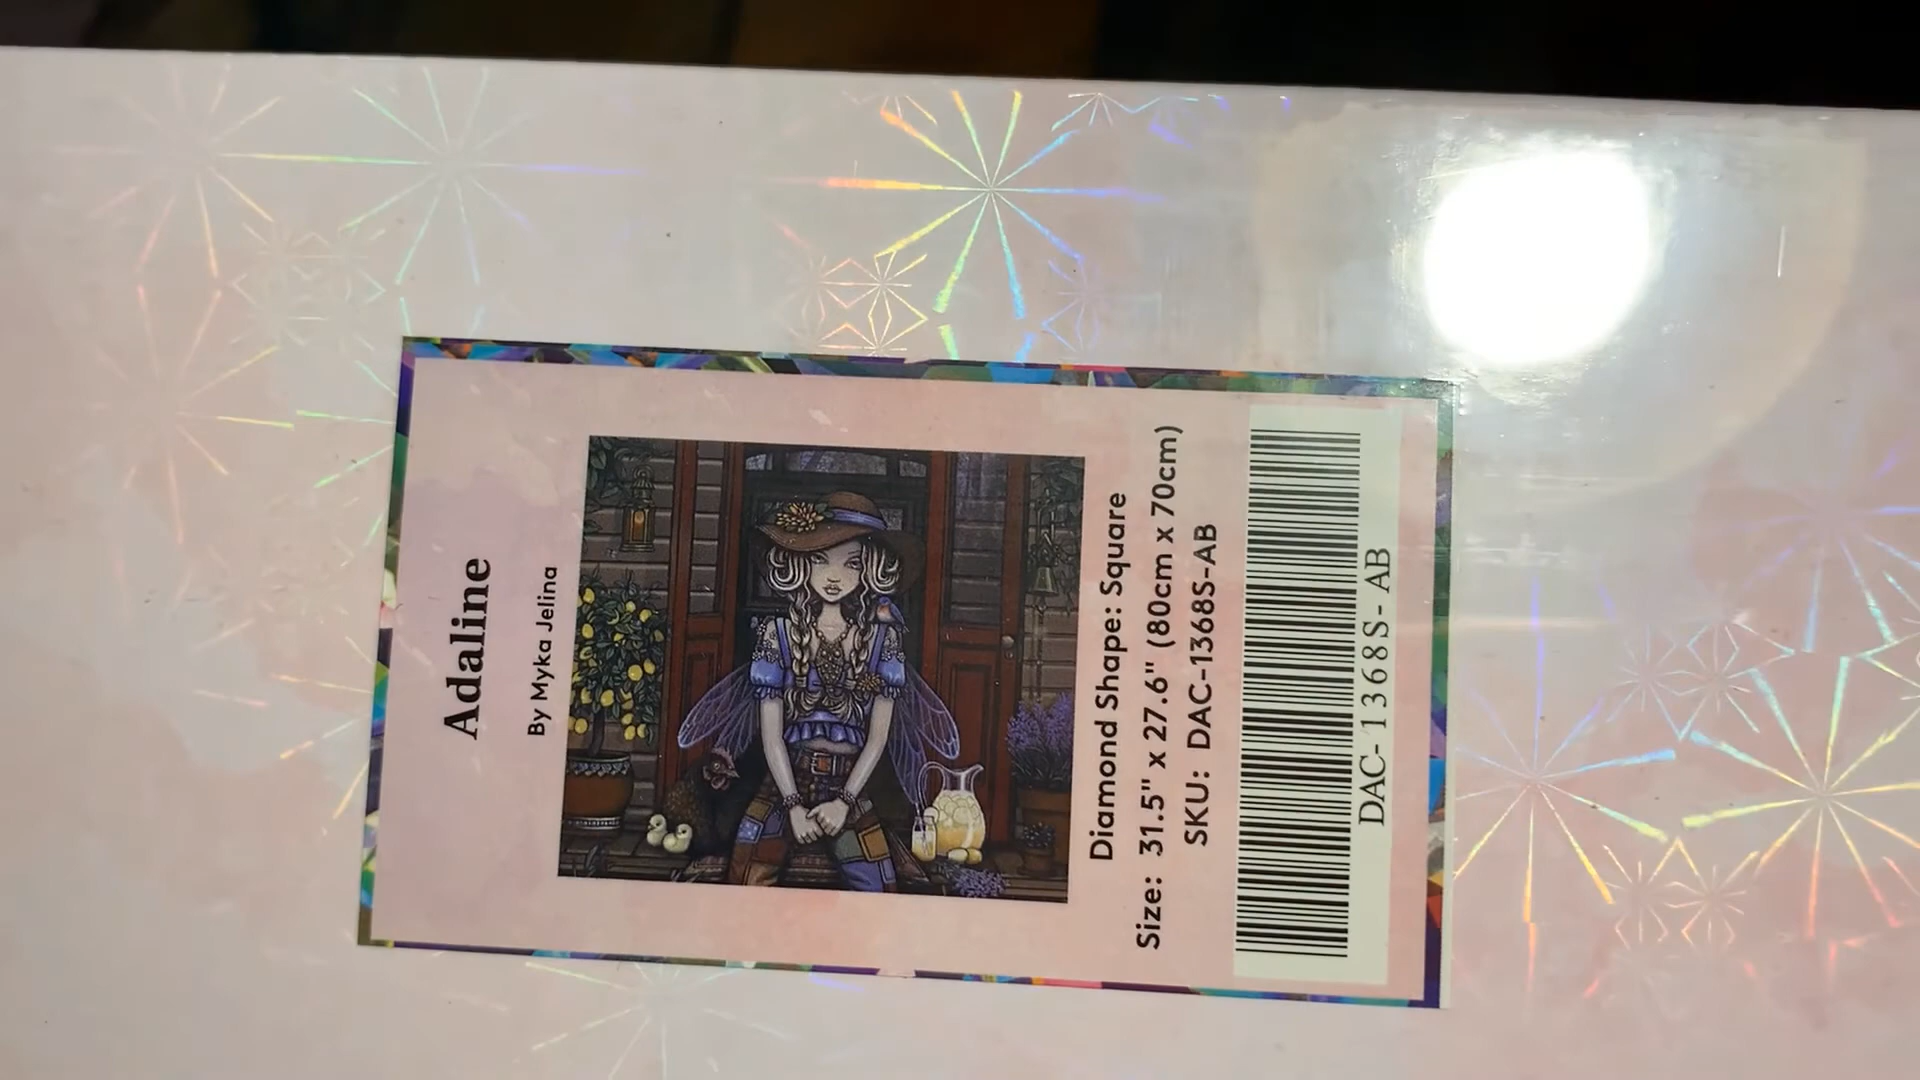 Adaline
By Myka Jelina
Diamond Shape: Square
Size: 31.5" x 27.6" (80cm x 70cm)
SKU: DAC-1368S-AB
DAC-1368S- AB